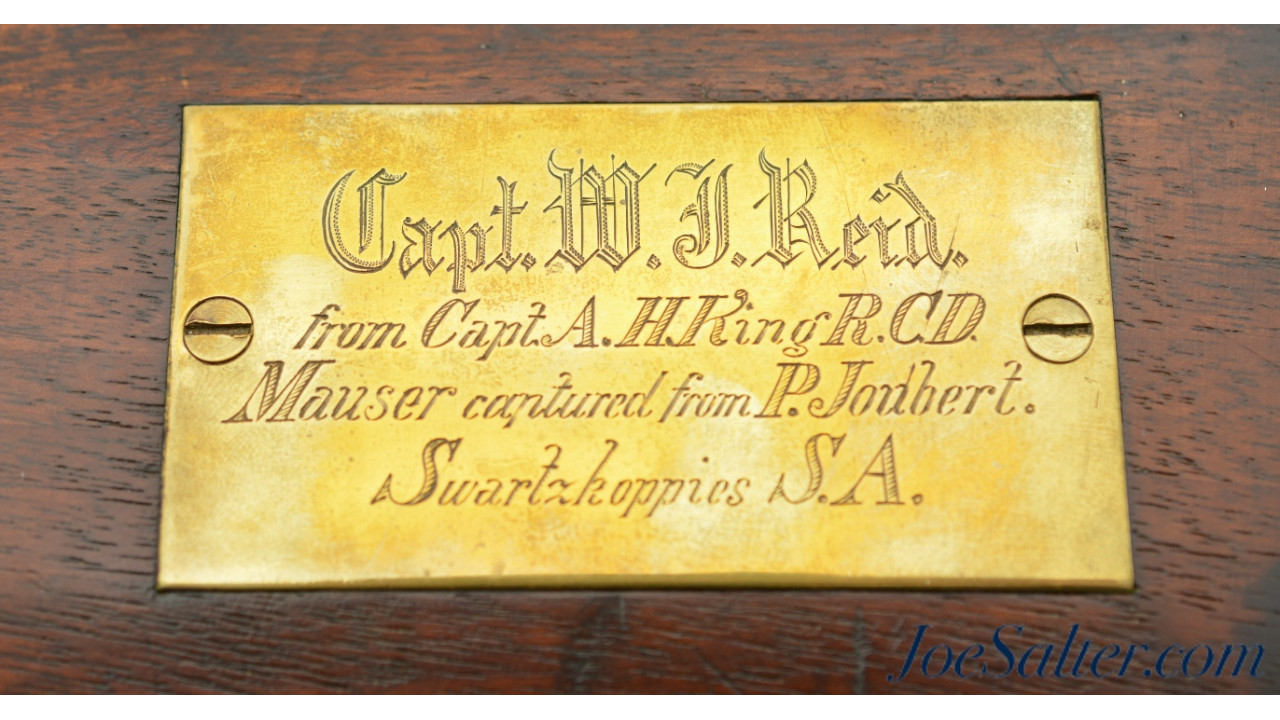 Capt. W. J. Reid.
from Capt. A. H. King R.C.D.
Mauser captured from P. Joubert.
Swartzkoppies S.A.
JoeSalter.com